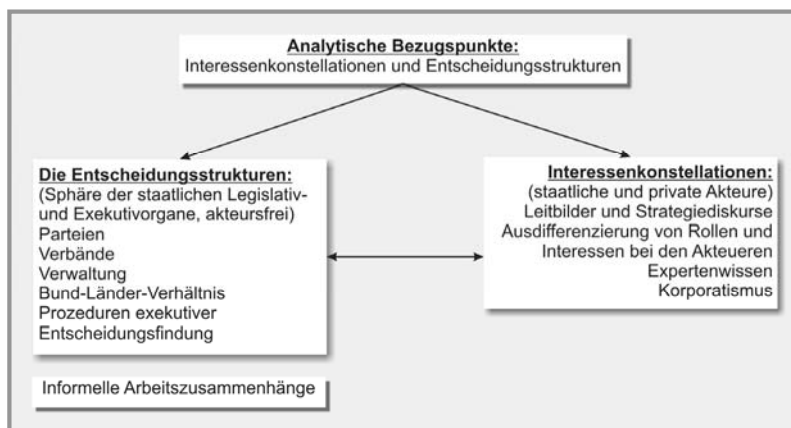 Analytische Bezugspunkte:
Interessenkonstellationen und Entscheidungsstrukturen
Die Entscheidungsstrukturen:
(Sphäre der staatlichen Legislativ-
und Exekutivorgane, akteursfrei)
Parteien
Verbände
Verwaltung
Bund-Länder-Verhältnis
Prozeduren exekutiver
Entscheidungsfindung
Interessenkonstellationen:
(staatliche und private Akteure)
Leitbilder und Strategiediskurse
Ausdifferenzierung von Rollen und
Interessen bei den Akteueren
Expertenwissen
Korporatismus
Informelle Arbeitszusammenhänge